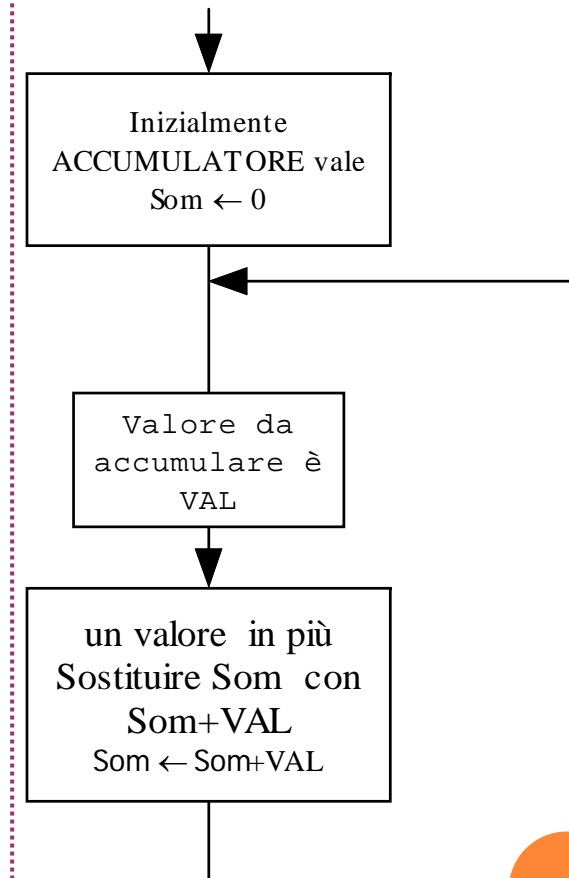 Inizialmente
ACCUMULATORE vale
Som ← 0
Valore da
accumulare è
VAL
un valore in più
Sostituire Som con
Som+VAL
Som ← Som+VAL